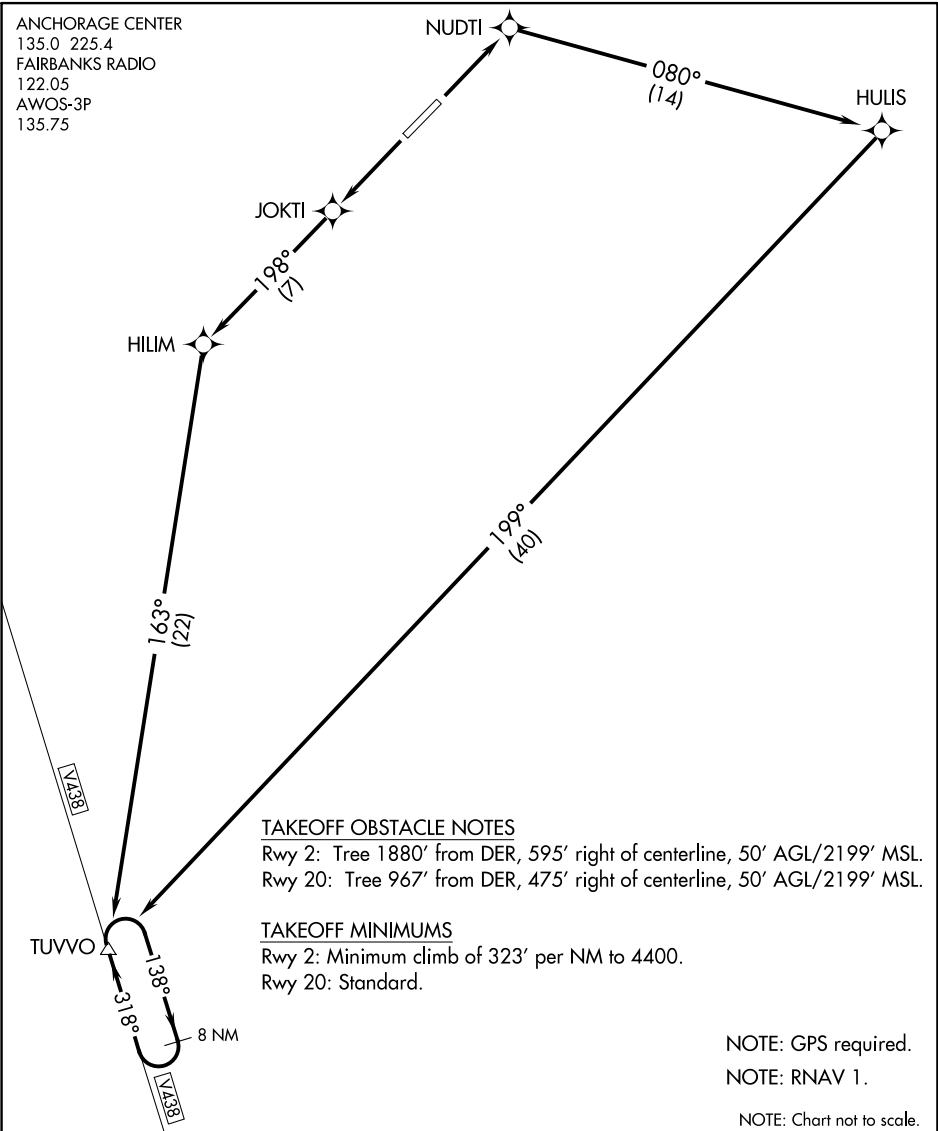 ANCHORAGE CENTER
135.0 225.4
FAIRBANKS RADIO
122.05
AWOS-3P
135.75
NUDTI
080°
(14)
HULIS
JOKTI
198°
(7)
HILIM
199°
(40)
163°
(22)
V438
TAKEOFF OBSTACLE NOTES
Rwy 2: Tree 1880' from DER, 595' right of centerline, 50' AGL/2199' MSL.
Rwy 20: Tree 967' from DER, 475' right of centerline, 50' AGL/2199' MSL.
TAKEOFF MINIMUMS
Rwy 2: Minimum climb of 323' per NM to 4400.
Rwy 20: Standard.
TUVVO
138°
318°
8 NM
V438
NOTE: GPS required.
NOTE: RNAV 1.
NOTE: Chart not to scale.